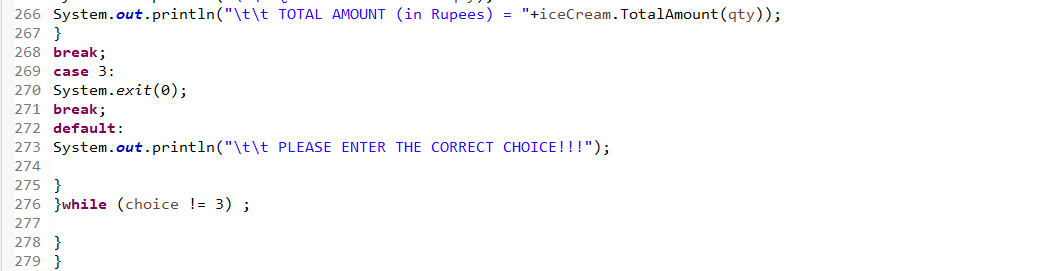 266 System.out.println("\t\t TOTAL AMOUNT (in Rupees) = "+iceCream.TotalAmount(qty));
267 }
268 break;
269 case 3:
270 System.exit(0);
271 break;
272 default:
273 System.out.println("\t\t PLEASE ENTER THE CORRECT CHOICE!!!");
274
275 }
276 }while (choice != 3) ;
277
278 }
279 }